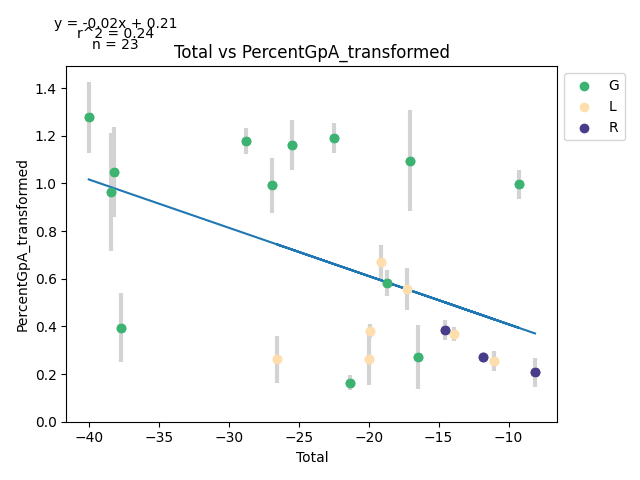 y = -0.02x + 0.21
r^2 = 0.24
n = 23
Total vs PercentGpA_transformed
PercentGpA_transformed
1.4
1.2
1.0
0.8
0.6
0.4
0.2
0.0
−40
−35
−30
−25
−20
−15
−10
Total
G
L
R